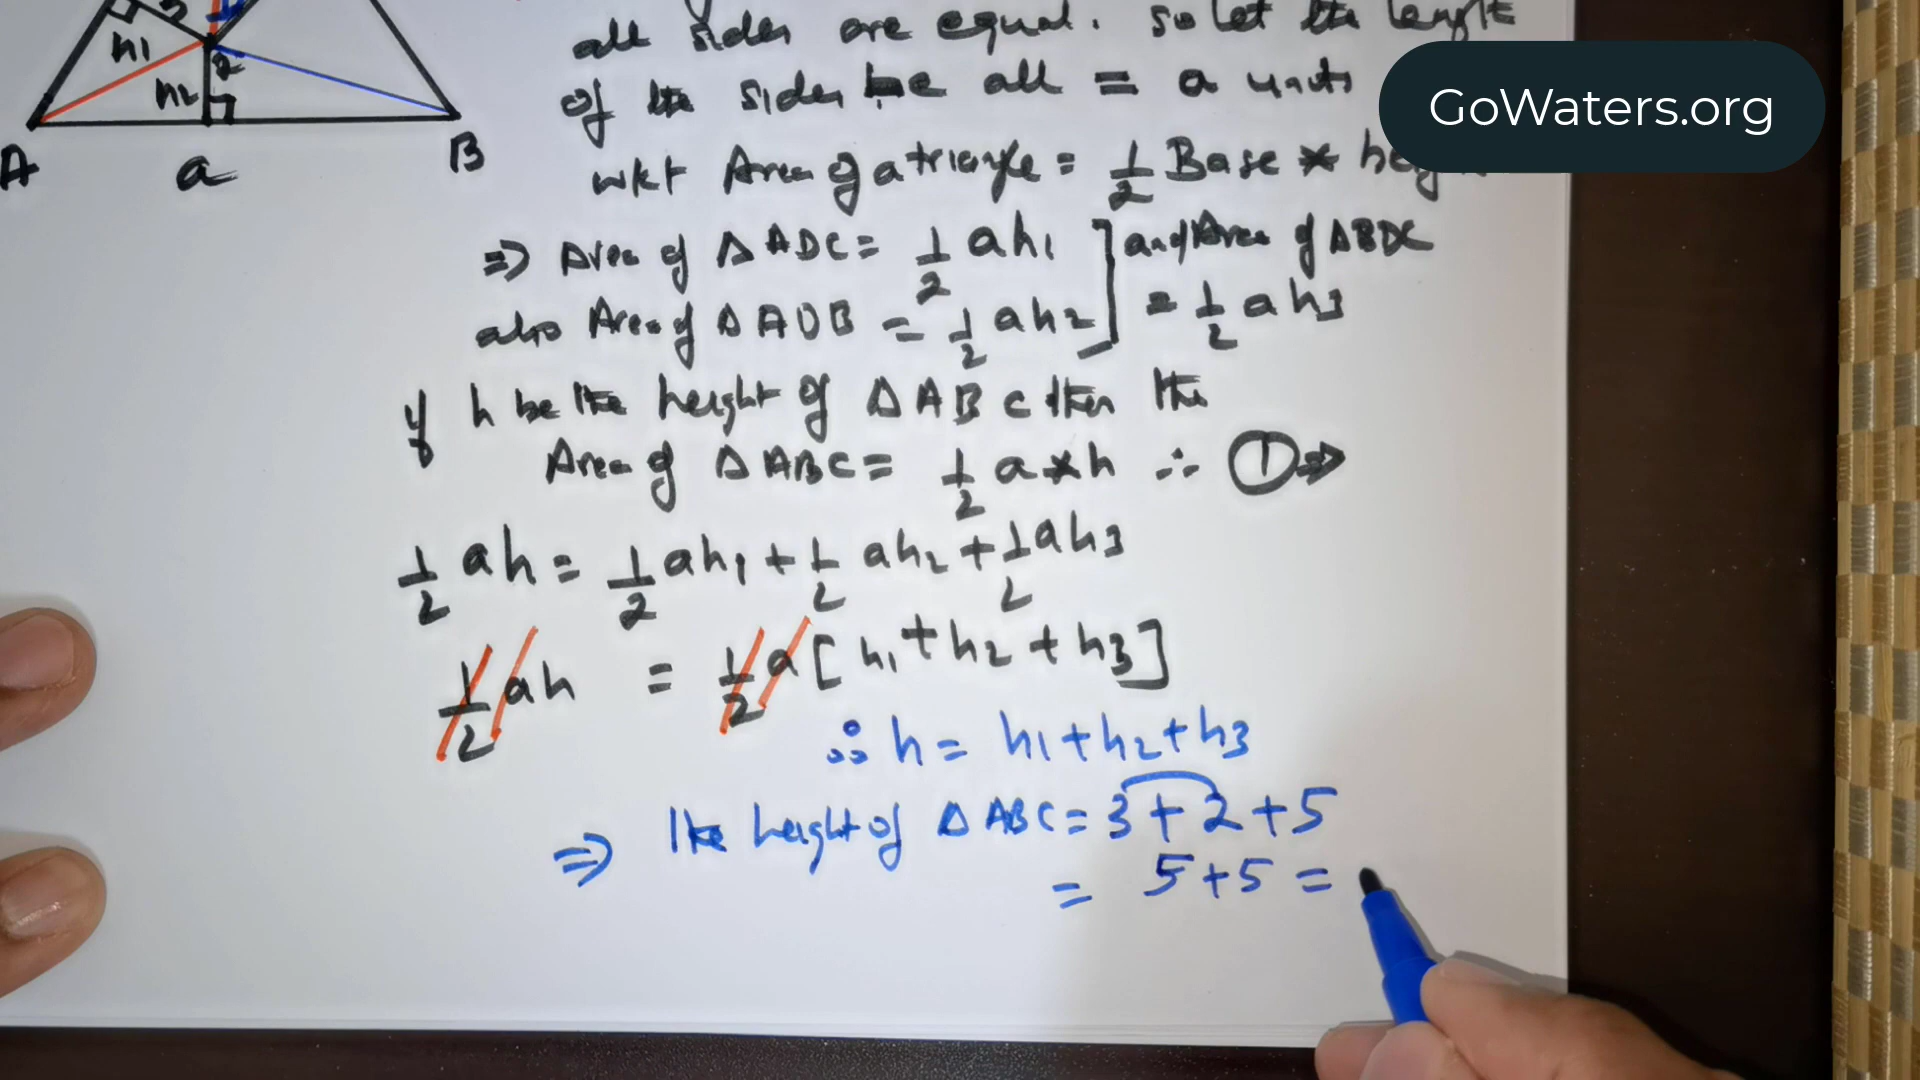 all sides are equal. so let the length
of the sides be all = a units
GoWaters.org
wkt Area of a triangle = 1/2 Base *
⇒ Area of Δ ADC = 1/2 ah1 ] and Area of ΔBDC
also Area of Δ ADB = 1/2 ah2 ] = 1/2 ah3
if h be the height of Δ ABC then the
Area of Δ ABC = 1/2 a*h ∴ ① ⇒
1/2 ah = 1/2 ah1 + 1/2 ah2 + 1/2 ah3
1/2 ah = 1/2 a [h1 + h2 + h3]
∴ h = h1 + h2 + h3
⇒ the height of Δ ABC = 3 + 2 + 5
= 5 + 5 =
h1
2
h2
A
a
B